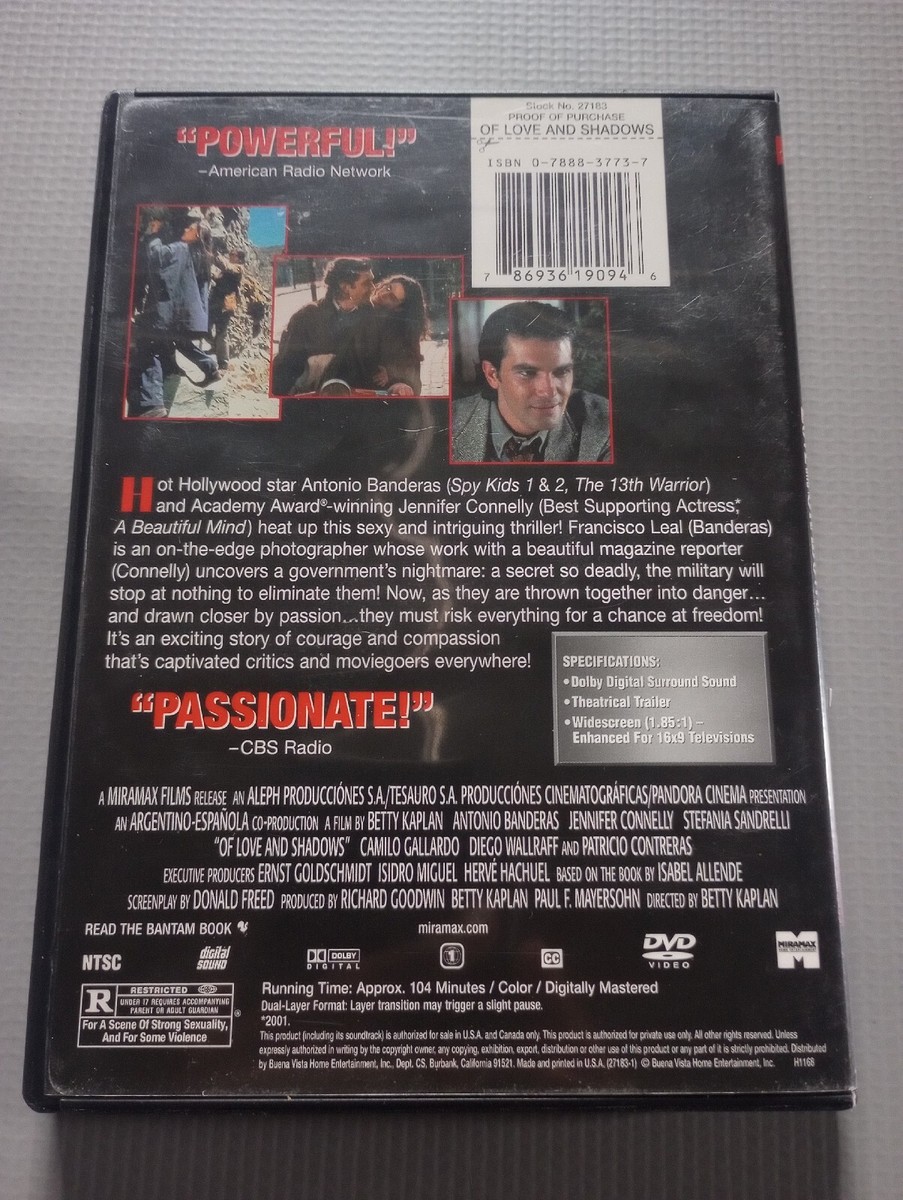 “POWERFUL!”
–American Radio Network
Stock No. 27183
PROOF OF PURCHASE
OF LOVE AND SHADOWS
ISBN 0-7888-3773-7
7 86936 19094 6
Hot Hollywood star Antonio Banderas (Spy Kids 1 & 2, The 13th Warrior)
and Academy Award®-winning Jennifer Connelly (Best Supporting Actress,*
A Beautiful Mind) heat up this sexy and intriguing thriller! Francisco Leal (Banderas)
is an on-the-edge photographer whose work with a beautiful magazine reporter
(Connelly) uncovers a government's nightmare: a secret so deadly, the military will
stop at nothing to eliminate them! Now, as they are thrown together into danger...
and drawn closer by passion...they must risk everything for a chance at freedom!
It's an exciting story of courage and compassion
that's captivated critics and moviegoers everywhere!
“PASSIONATE!”
–CBS Radio
SPECIFICATIONS:
•Dolby Digital Surround Sound
•Theatrical Trailer
•Widescreen (1.85:1) –
Enhanced For 16x9 Televisions
A MIRAMAX FILMS RELEASE AN ALEPH PRODUCCIÓNES S.A./TESAURO S.A. PRODUCCIÓNES CINEMATOGRÁFICAS/PANDORA CINEMA PRESENTATION
AN ARGENTINO-ESPAÑOLA CO-PRODUCTION A FILM BY BETTY KAPLAN ANTONIO BANDERAS JENNIFER CONNELLY STEFANIA SANDRELLI
"OF LOVE AND SHADOWS" CAMILO GALLARDO DIEGO WALLRAFF AND PATRICIO CONTRERAS
EXECUTIVE PRODUCERS ERNST GOLDSCHMIDT ISIDRO MIGUEL HERVÉ HACHUEL BASED ON THE BOOK BY ISABEL ALLENDE
SCREENPLAY BY DONALD FREED PRODUCED BY RICHARD GOODWIN BETTY KAPLAN PAUL F. MAYERSOHN DIRECTED BY BETTY KAPLAN
READ THE BANTAM BOOK
miramax.com
NTSC
digital SOUND
DOLBY DIGITAL
1
CC
DVD VIDEO
MIRAMAX HOME ENTERTAINMENT
R RESTRICTED
UNDER 17 REQUIRES ACCOMPANYING
PARENT OR ADULT GUARDIAN
®
For A Scene Of Strong Sexuality,
And For Some Violence
Running Time: Approx. 104 Minutes / Color / Digitally Mastered
Dual-Layer Format: Layer transition may trigger a slight pause.
*2001.
This product (including its soundtrack) is authorized for sale in U.S.A. and Canada only. This product is authorized for private use only. All other rights reserved. Unless
expressly authorized in writing by the copyright owner, any copying, exhibition, export, distribution or other use of this product or any part of it is strictly prohibited. Distributed
by Buena Vista Home Entertainment, Inc., Dept. CS, Burbank, California 91521. Made and printed in U.S.A. (27183-1) © Buena Vista Home Entertainment, Inc. H1168